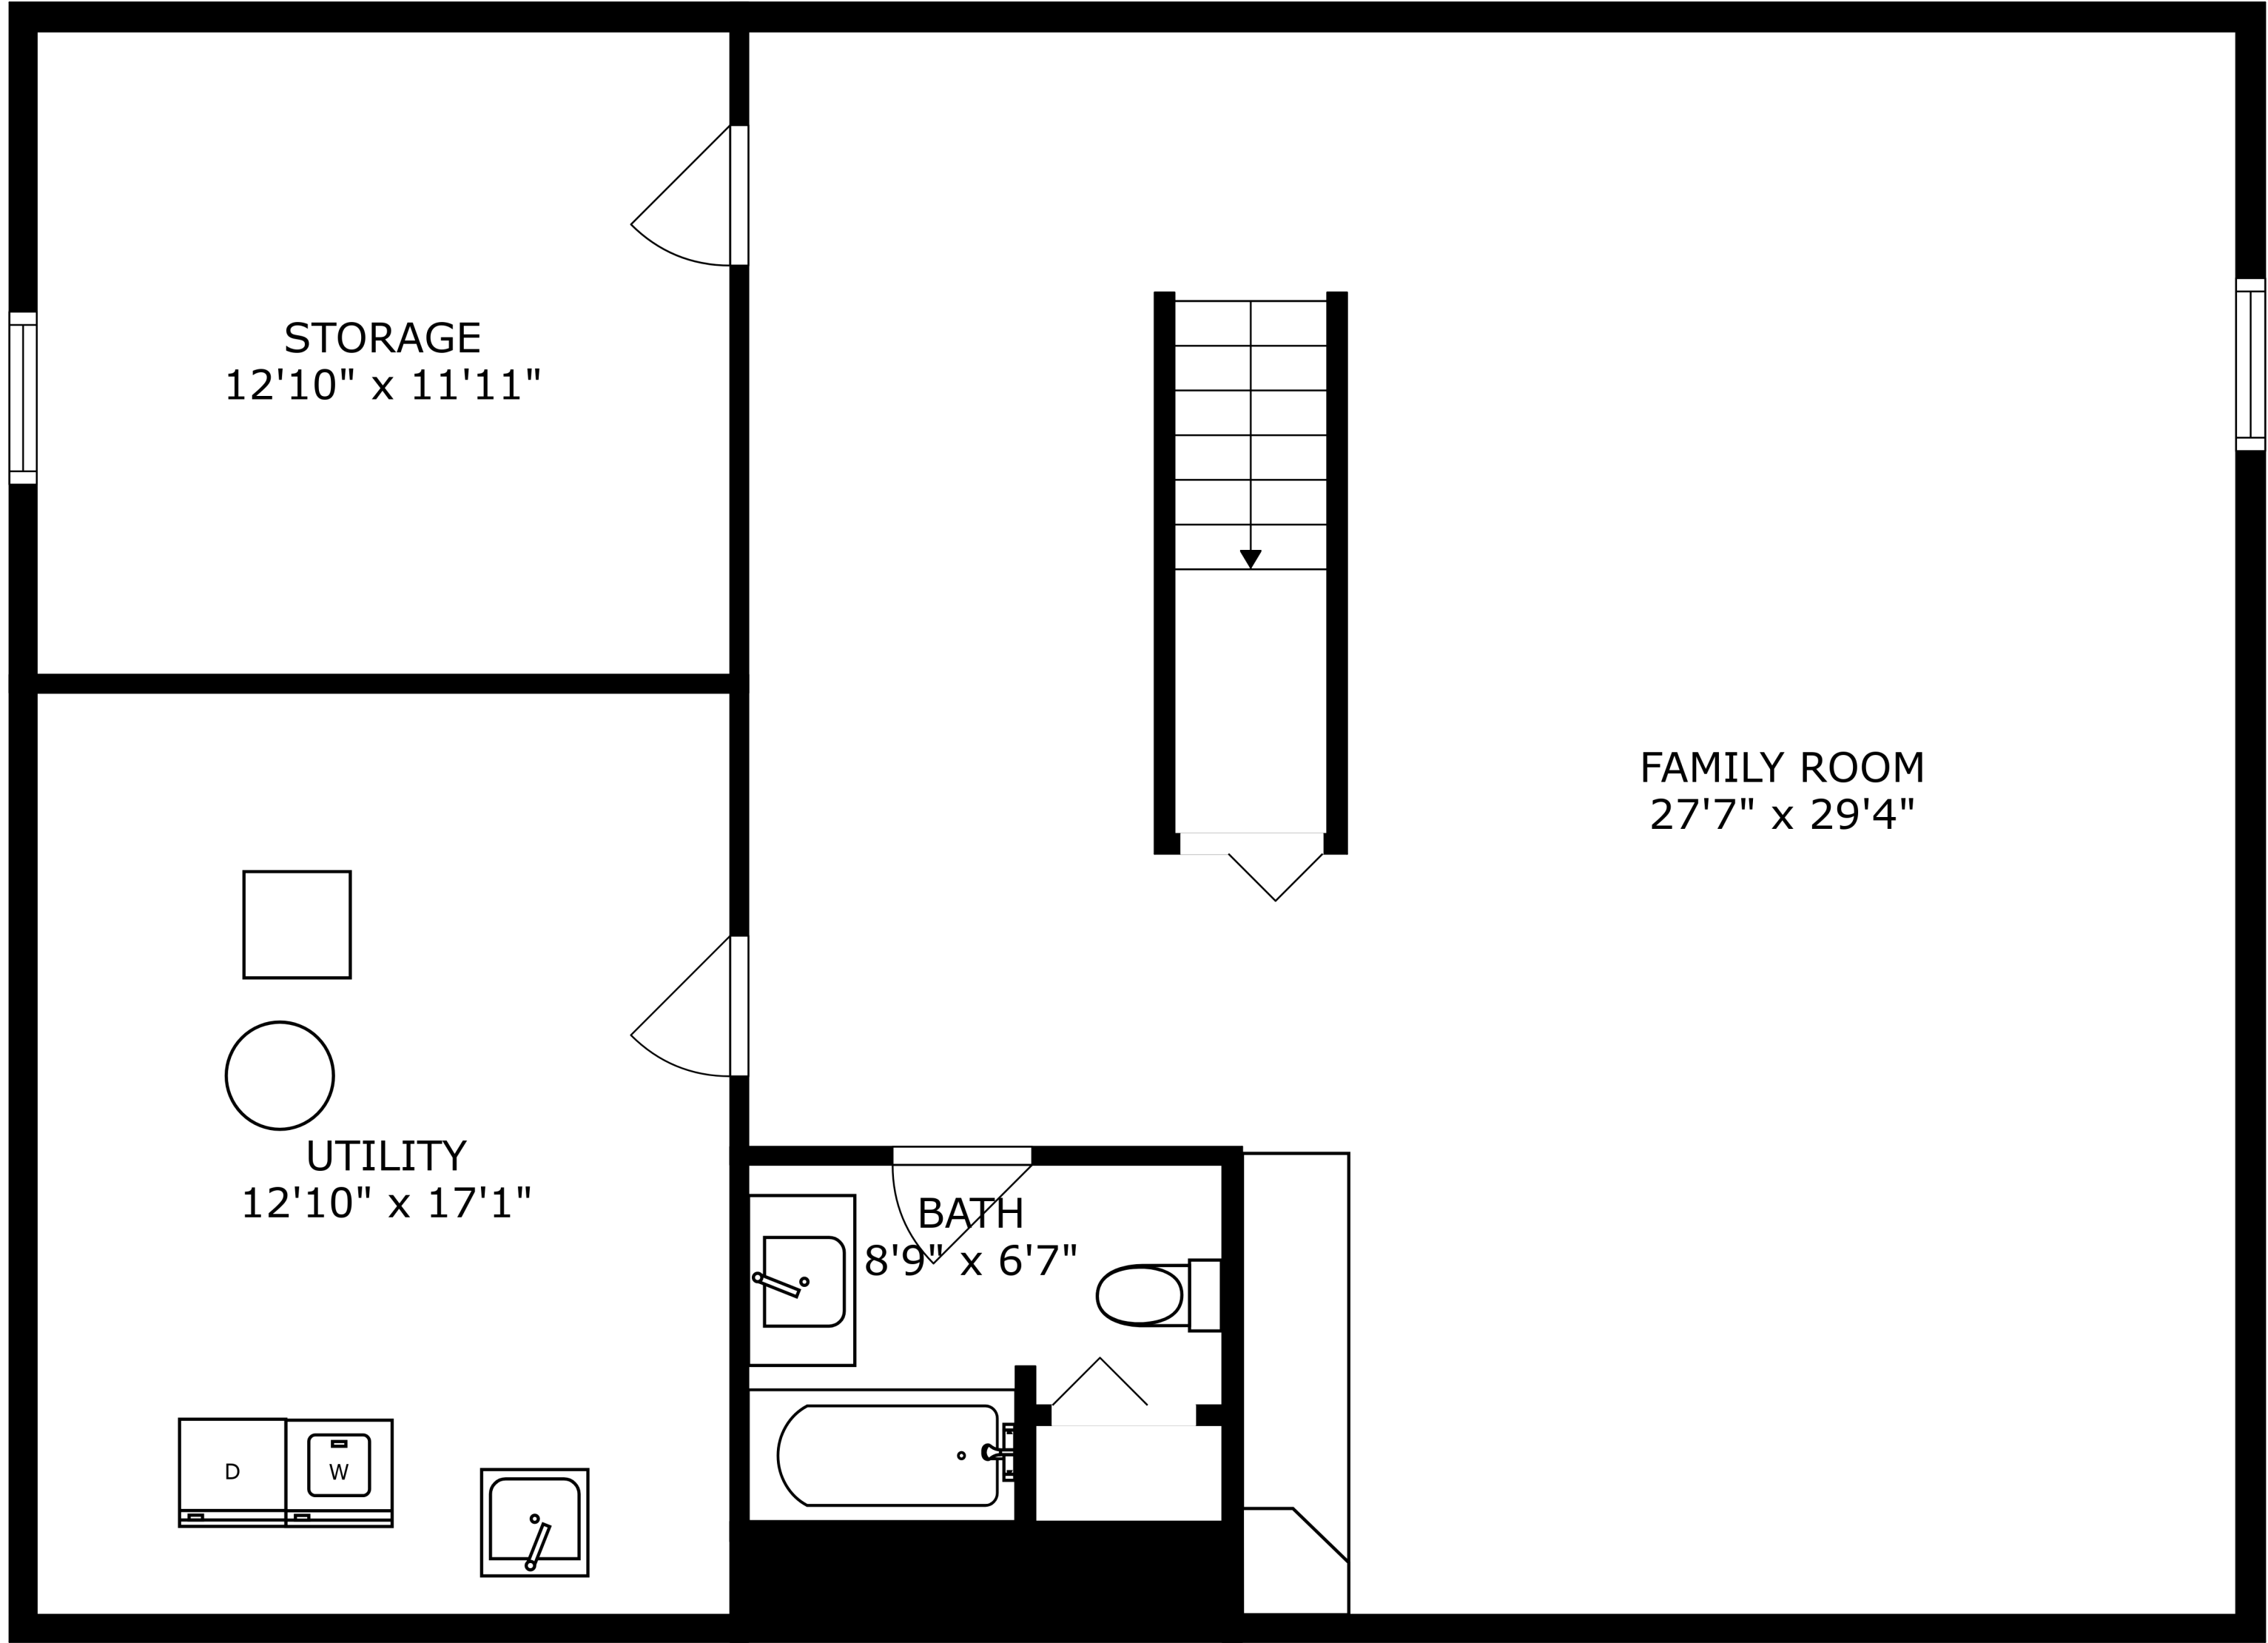 STORAGE
12'10" x 11'11"
FAMILY ROOM
27'7" x 29'4"
UTILITY
12'10" x 17'1"
BATH
8'9" x 6'7"
D
W